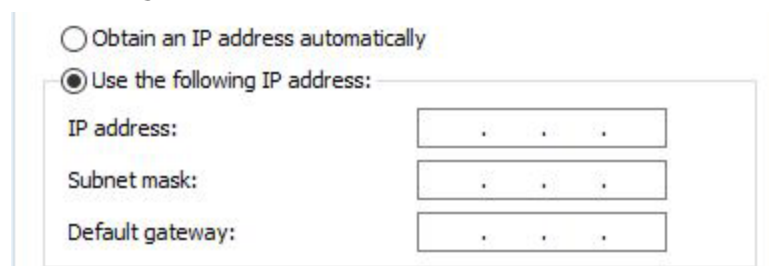 Obtain an IP address automatically
Use the following IP address:
IP address: . . .
Subnet mask: . . .
Default gateway: . . .